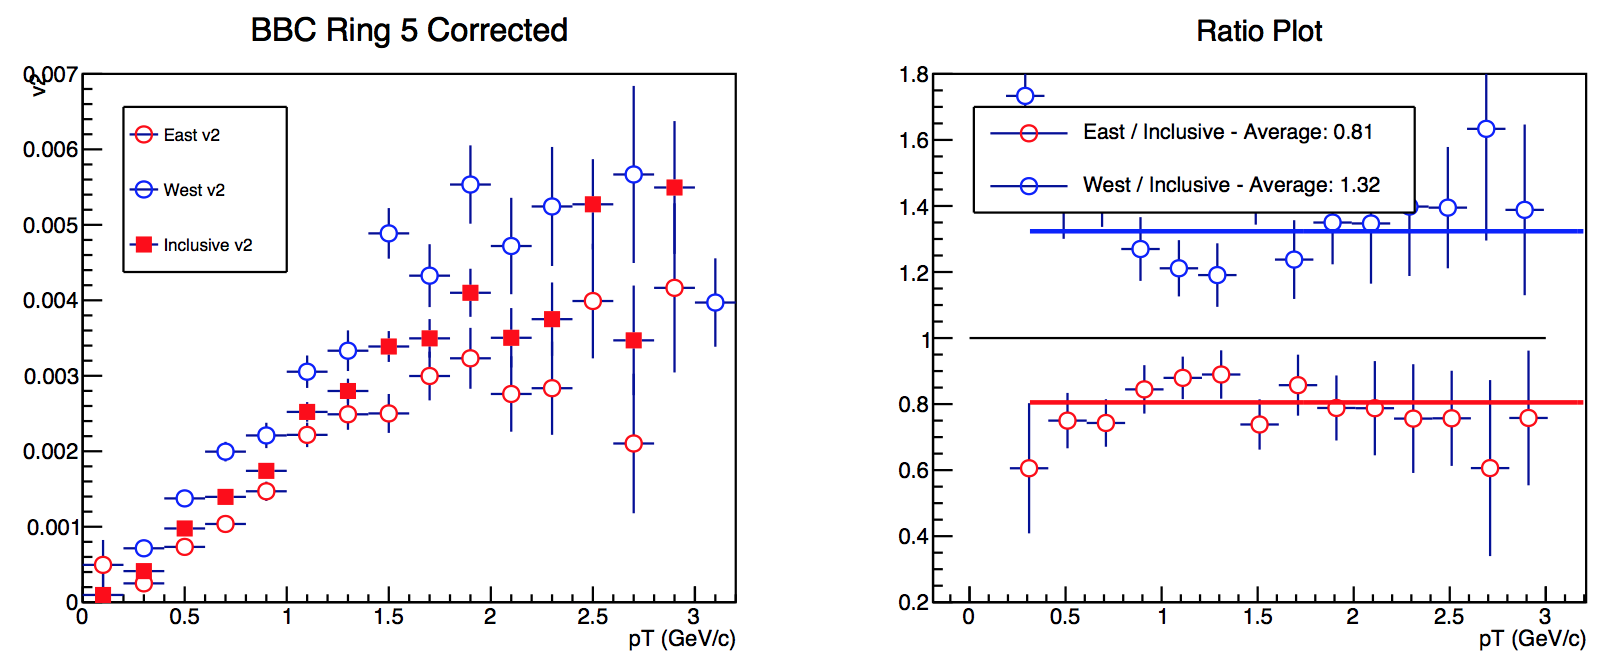 BBC Ring 5 Corrected
v2
0.007
0.006
0.005
0.004
0.003
0.002
0.001
0
East v2
West v2
Inclusive v2
0 0.5 1 1.5 2 2.5 3
pT (GeV/c)
Ratio Plot
1.8
1.6
1.4
1.2
1
0.8
0.6
0.4
0.2
East / Inclusive - Average: 0.81
West / Inclusive - Average: 1.32
0 0.5 1 1.5 2 2.5 3
pT (GeV/c)